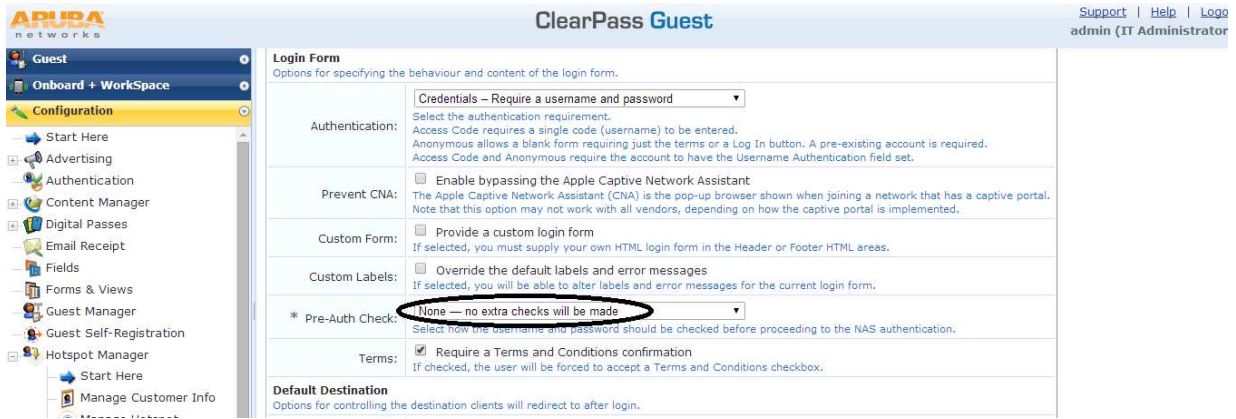 ARUBA
networks
ClearPass Guest
Support | Help | Logo
admin (IT Administrator
Guest
Onboard + WorkSpace
Configuration
Start Here
Advertising
Authentication
Content Manager
Digital Passes
Email Receipt
Fields
Forms & Views
Guest Manager
Guest Self-Registration
Hotspot Manager
Start Here
Manage Customer Info
Manage Hotspot
Login Form
Options for specifying the behaviour and content of the login form.
Authentication:
Credentials – Require a username and password
Select the authentication requirement.
Access Code requires a single code (username) to be entered.
Anonymous allows a blank form requiring just the terms or a Log In button. A pre-existing account is required.
Access Code and Anonymous require the account to have the Username Authentication field set.
Prevent CNA:
Enable bypassing the Apple Captive Network Assistant
The Apple Captive Network Assistant (CNA) is the pop-up browser shown when joining a network that has a captive portal.
Note that this option may not work with all vendors, depending on how the captive portal is implemented.
Custom Form:
Provide a custom login form
If selected, you must supply your own HTML login form in the Header or Footer HTML areas.
Custom Labels:
Override the default labels and error messages
If selected, you will be able to alter labels and error messages for the current login form.
* Pre-Auth Check:
None — no extra checks will be made
Select how the username and password should be checked before proceeding to the NAS authentication.
Terms:
Require a Terms and Conditions confirmation
If checked, the user will be forced to accept a Terms and Conditions checkbox.
Default Destination
Options for controlling the destination clients will redirect to after login.